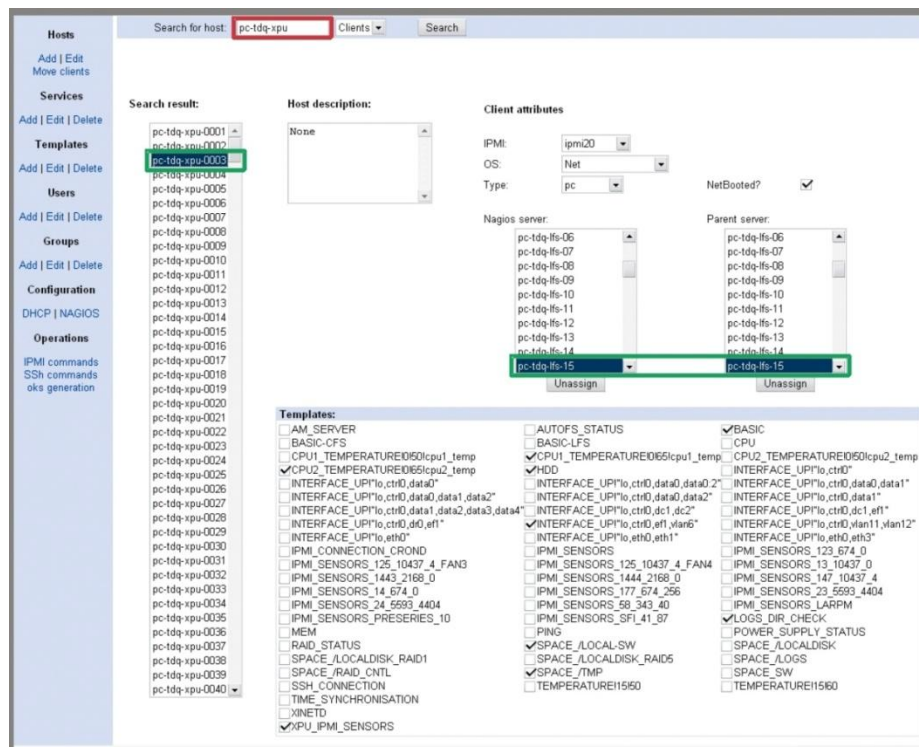 Search for host: pc-tdq-xpu Clients Search
Hosts
Add | Edit
Move clients
Services
Add | Edit | Delete
Templates
Add | Edit | Delete
Users
Add | Edit | Delete
Groups
Add | Edit | Delete
Configuration
DHCP | NAGIOS
Operations
IPMI commands
SSh commands
oks generation
Search result:
pc-tdq-xpu-0001
pc-tdq-xpu-0002
pc-tdq-xpu-0003
pc-tdq-xpu-0004
pc-tdq-xpu-0005
pc-tdq-xpu-0006
pc-tdq-xpu-0007
pc-tdq-xpu-0008
pc-tdq-xpu-0009
pc-tdq-xpu-0010
pc-tdq-xpu-0011
pc-tdq-xpu-0012
pc-tdq-xpu-0013
pc-tdq-xpu-0014
pc-tdq-xpu-0015
pc-tdq-xpu-0016
pc-tdq-xpu-0017
pc-tdq-xpu-0018
pc-tdq-xpu-0019
pc-tdq-xpu-0020
pc-tdq-xpu-0021
pc-tdq-xpu-0022
pc-tdq-xpu-0023
pc-tdq-xpu-0024
pc-tdq-xpu-0025
pc-tdq-xpu-0026
pc-tdq-xpu-0027
pc-tdq-xpu-0028
pc-tdq-xpu-0029
pc-tdq-xpu-0030
pc-tdq-xpu-0031
pc-tdq-xpu-0032
pc-tdq-xpu-0033
pc-tdq-xpu-0034
pc-tdq-xpu-0035
pc-tdq-xpu-0036
pc-tdq-xpu-0037
pc-tdq-xpu-0038
pc-tdq-xpu-0039
pc-tdq-xpu-0040
Host description:
None
Client attributes
IPMI: ipmi20
OS: Net
Type: pc NetBooted?
Nagios server:
pc-tdq-lfs-06
pc-tdq-lfs-07
pc-tdq-lfs-08
pc-tdq-lfs-09
pc-tdq-lfs-10
pc-tdq-lfs-11
pc-tdq-lfs-12
pc-tdq-lfs-13
pc-tdq-lfs-14
pc-tdq-lfs-15
Unassign
Parent server:
pc-tdq-lfs-06
pc-tdq-lfs-07
pc-tdq-lfs-08
pc-tdq-lfs-09
pc-tdq-lfs-10
pc-tdq-lfs-11
pc-tdq-lfs-12
pc-tdq-lfs-13
pc-tdq-lfs-14
pc-tdq-lfs-15
Unassign
Templates:
AM_SERVER AUTOFS_STATUS BASIC
BASIC-CFS BASIC-LFS CPU
CPU1_TEMPERATURE!0!50!cpu1_temp CPU1_TEMPERATURE!0!65!cpu1_temp CPU2_TEMPERATURE!0!50!cpu2_temp
CPU2_TEMPERATURE!0!65!cpu2_temp HDD INTERFACE_UP!"lo,ctrl0"
INTERFACE_UP!"lo,ctrl0,data0" INTERFACE_UP!"lo,ctrl0,data0,data0:2" INTERFACE_UP!"lo,ctrl0,data0,data1"
INTERFACE_UP!"lo,ctrl0,data0,data1,data2" INTERFACE_UP!"lo,ctrl0,data0,data2" INTERFACE_UP!"lo,ctrl0,data1"
INTERFACE_UP!"lo,ctrl0,data1,data2,data3,data4" INTERFACE_UP!"lo,ctrl0,dc1,dc2" INTERFACE_UP!"lo,ctrl0,dc1,ef1"
INTERFACE_UP!"lo,ctrl0,dr0,ef1" INTERFACE_UP!"lo,ctrl0,ef1,vlan6" INTERFACE_UP!"lo,ctrl0,vlan11,vlan12"
INTERFACE_UP!"lo,eth0" INTERFACE_UP!"lo,eth0,eth1" INTERFACE_UP!"lo,eth0,eth3"
IPMI_CONNECTION_CROND IPMI_SENSORS IPMI_SENSORS_123_674_0
IPMI_SENSORS_125_10437_4_FAN3 IPMI_SENSORS_125_10437_4_FAN4 IPMI_SENSORS_13_10437_0
IPMI_SENSORS_1443_2168_0 IPMI_SENSORS_1444_2168_0 IPMI_SENSORS_147_10437_4
IPMI_SENSORS_14_674_0 IPMI_SENSORS_177_674_256 IPMI_SENSORS_23_5593_4404
IPMI_SENSORS_24_5593_4404 IPMI_SENSORS_58_343_40 IPMI_SENSORS_LARPM
IPMI_SENSORS_PRESERIES_10 IPMI_SENSORS_SFI_41_87 LOGS_DIR_CHECK
MEM PING POWER_SUPPLY_STATUS
RAID_STATUS SPACE_/LOCAL-SW SPACE_/LOCALDISK
SPACE_/LOCALDISK_RAID1 SPACE_/LOCALDISK_RAID5 SPACE_/LOGS
SPACE_/RAID_CNTL SPACE_/TMP SPACE_SW
SSH_CONNECTION TEMPERATURE!15!50 TEMPERATURE!15!60
TIME_SYNCHRONISATION
XINETD
XPU_IPMI_SENSORS